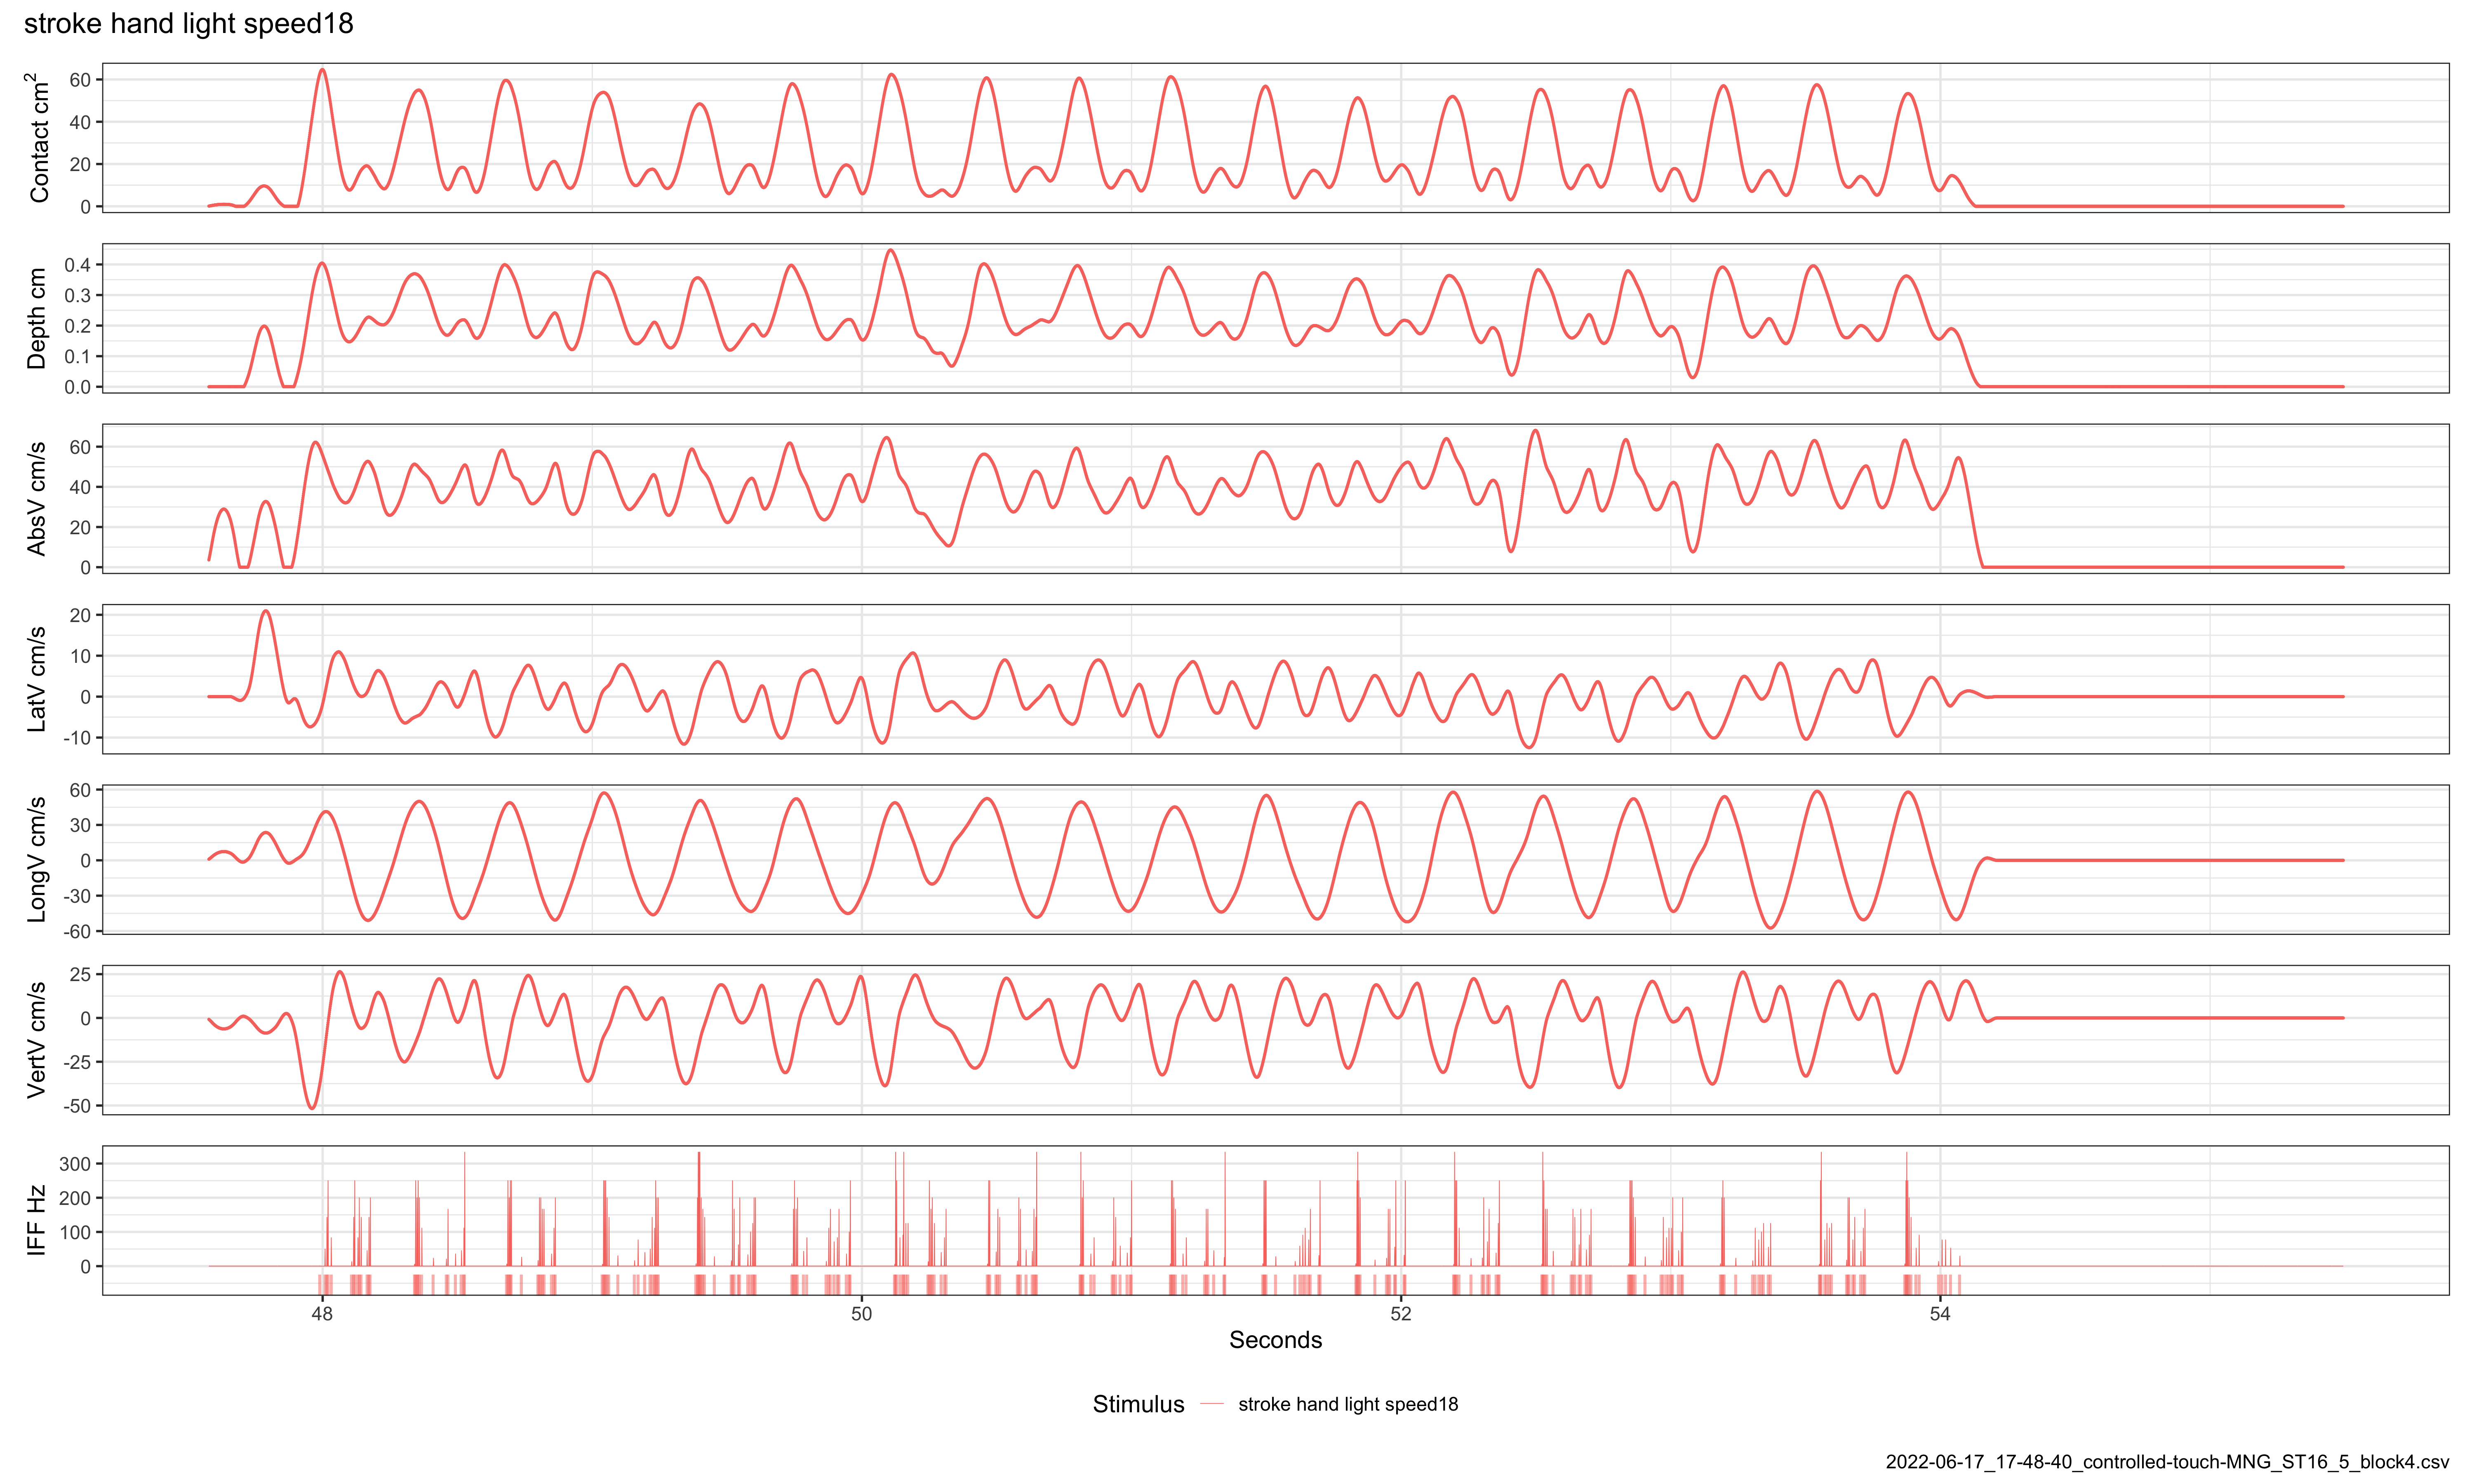 stroke hand light speed18
Contact cm²
60
40
20
0
Depth cm
0.4
0.3
0.2
0.1
0.0
AbsV cm/s
60
40
20
0
LatV cm/s
20
10
0
-10
LongV cm/s
60
30
0
-30
-60
VertV cm/s
25
0
-25
-50
IFF Hz
300
200
100
0
48 50 52 54
Seconds
Stimulus stroke hand light speed18
2022-06-17_17-48-40_controlled-touch-MNG_ST16_5_block4.csv